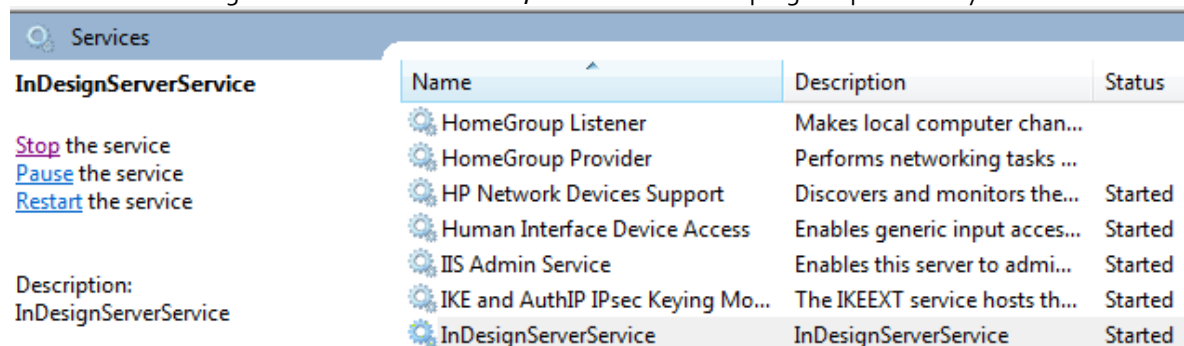 Services
InDesignServerService
Stop the service
Pause the service
Restart the service
Description:
InDesignServerService
Name Description Status
HomeGroup Listener Makes local computer chan...
HomeGroup Provider Performs networking tasks ...
HP Network Devices Support Discovers and monitors the... Started
Human Interface Device Access Enables generic input acces... Started
IIS Admin Service Enables this server to admi... Started
IKE and AuthIP IPsec Keying Mo... The IKEEXT service hosts th... Started
InDesignServerService InDesignServerService Started